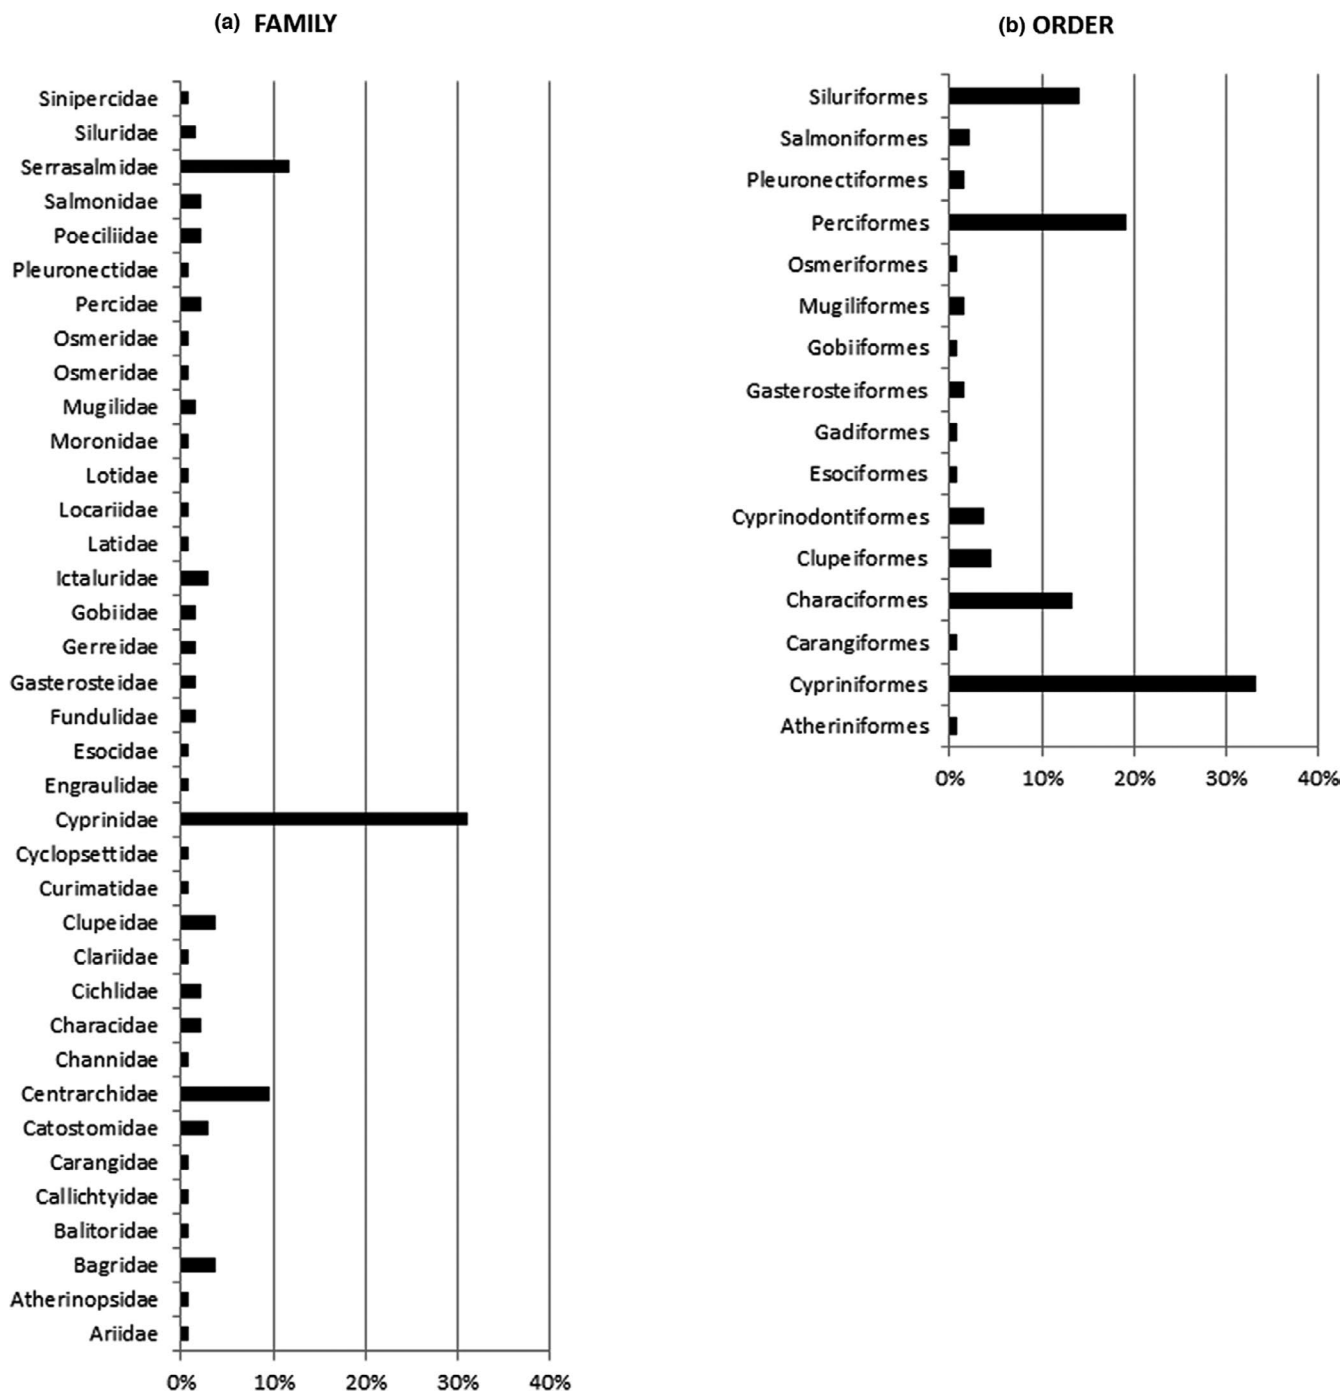 (a) FAMILY
Sinipercidae
Siluridae
Serrasalmidae
Salmonidae
Poeciliidae
Pleuronectidae
Percidae
Osmeridae
Osmeridae
Mugilidae
Moronidae
Lotidae
Locariidae
Latidae
Ictaluridae
Gobiidae
Gerreidae
Gasterosteidae
Fundulidae
Esocidae
Engraulidae
Cyprinidae
Cyclopsettidae
Curimatidae
Clupeidae
Clariidae
Cichlidae
Characidae
Channidae
Centrarchidae
Catostomidae
Carangidae
Callichtyidae
Balitoridae
Bagridae
Atherinopsidae
Ariidae
0% 10% 20% 30% 40%
(b) ORDER
Siluriformes
Salmoniformes
Pleuronectiformes
Perciformes
Osmeriformes
Mugiliformes
Gobiiformes
Gasterosteiformes
Gadiformes
Esociformes
Cyprinodontiformes
Clupeiformes
Characiformes
Carangiformes
Cypriniformes
Atheriniformes
0% 10% 20% 30% 40%